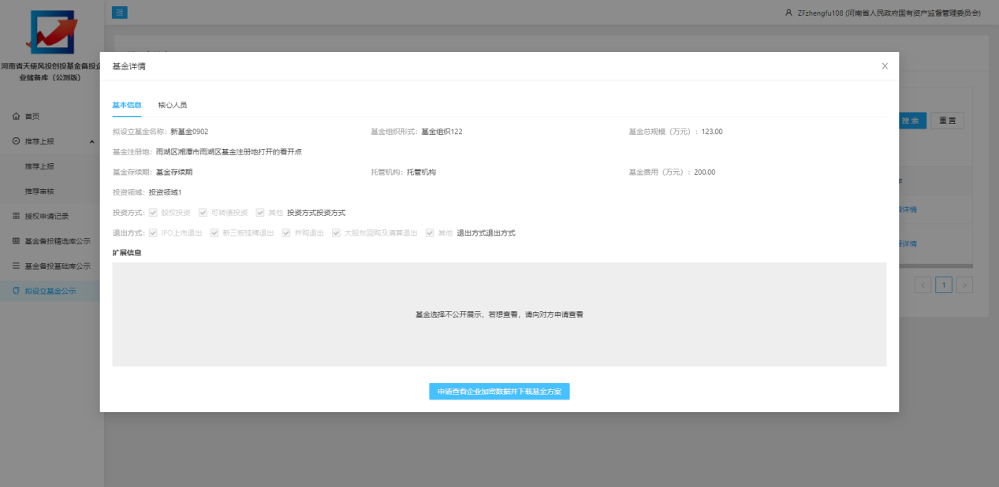 ZFzhengfu108 (河南省人民政府国有资产监督管理委员会)
河南省天使风投创投基金备投企
业储备库（公测版）
首页
推荐上报
推荐上报
推荐审核
授权申请记录
基金备投精选库公示
基金备投基础库公示
拟设立基金公示
基金详情
基本信息 核心人员
拟设立基金名称: 新基金0902 基金组织形式: 基金组织122 基金总规模（万元）: 123.00
基金注册地: 雨湖区湘潭市雨湖区基金注册地打开的看开点
基金存续期: 基金存续期 托管机构: 托管机构 基金费用（万元）: 200.00
投资领域: 投资领域1
投资方式: 股权投资 可转债投资 其他 投资方式投资方式
退出方式: IPO上市退出 新三板挂牌退出 并购退出 大股东回购及清算退出 其他 退出方式退出方式
扩展信息
基金选择不公开展示，若想查看，请向对方申请查看
申请查看企业加密数据并下载基金方案
搜 索 重 置
详情
详情
1